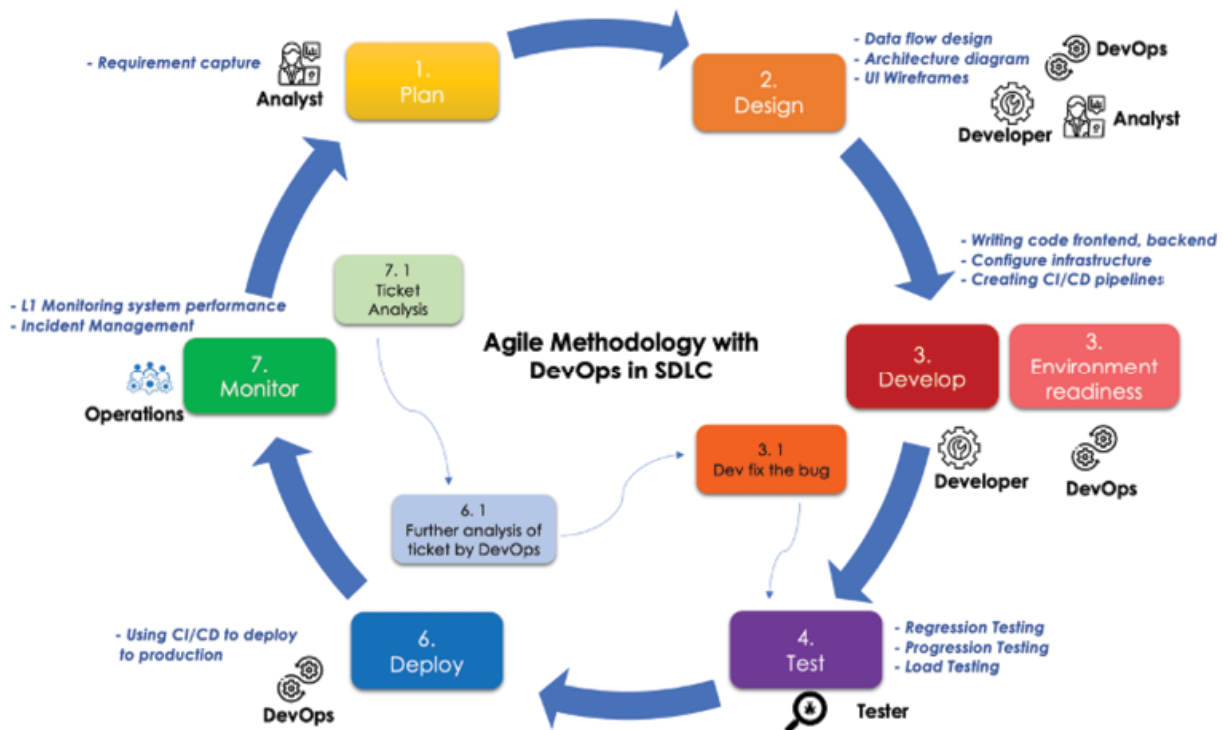 - Requirement capture
Analyst
1.
Plan
2.
Design
- Data flow design
- Architecture diagram
- UI Wireframes
DevOps
Developer
Analyst
- Writing code frontend, backend
- Configure infrastructure
- Creating CI/CD pipelines
7. 1
Ticket
Analysis
- L1 Monitoring system performance
- Incident Management
7.
Monitor
Operations
Agile Methodology with
DevOps in SDLC
3.
Develop
3.
Environment
readiness
Developer
DevOps
3. 1
Dev fix the bug
6. 1
Further analysis of
ticket by DevOps
- Using CI/CD to deploy
to production
6.
Deploy
DevOps
4.
Test
- Regression Testing
- Progression Testing
- Load Testing
Tester